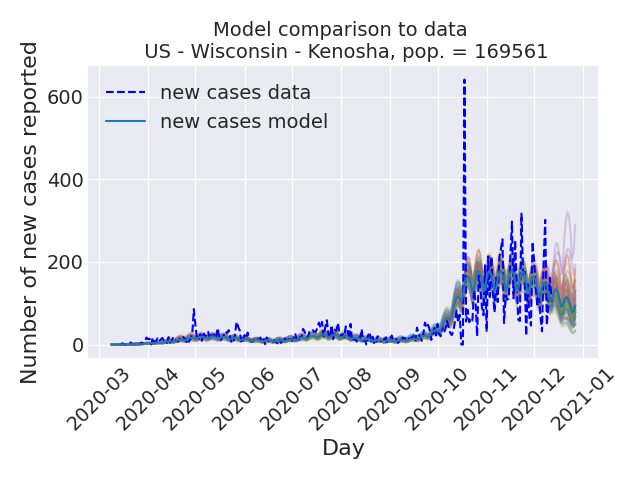 Model comparison to data
US - Wisconsin - Kenosha, pop. = 169561
Number of new cases reported
600
400
200
0
new cases data
new cases model
2020-03
2020-04
2020-05
2020-06
2020-07
2020-08
2020-09
2020-10
2020-11
2020-12
2021-01
Day